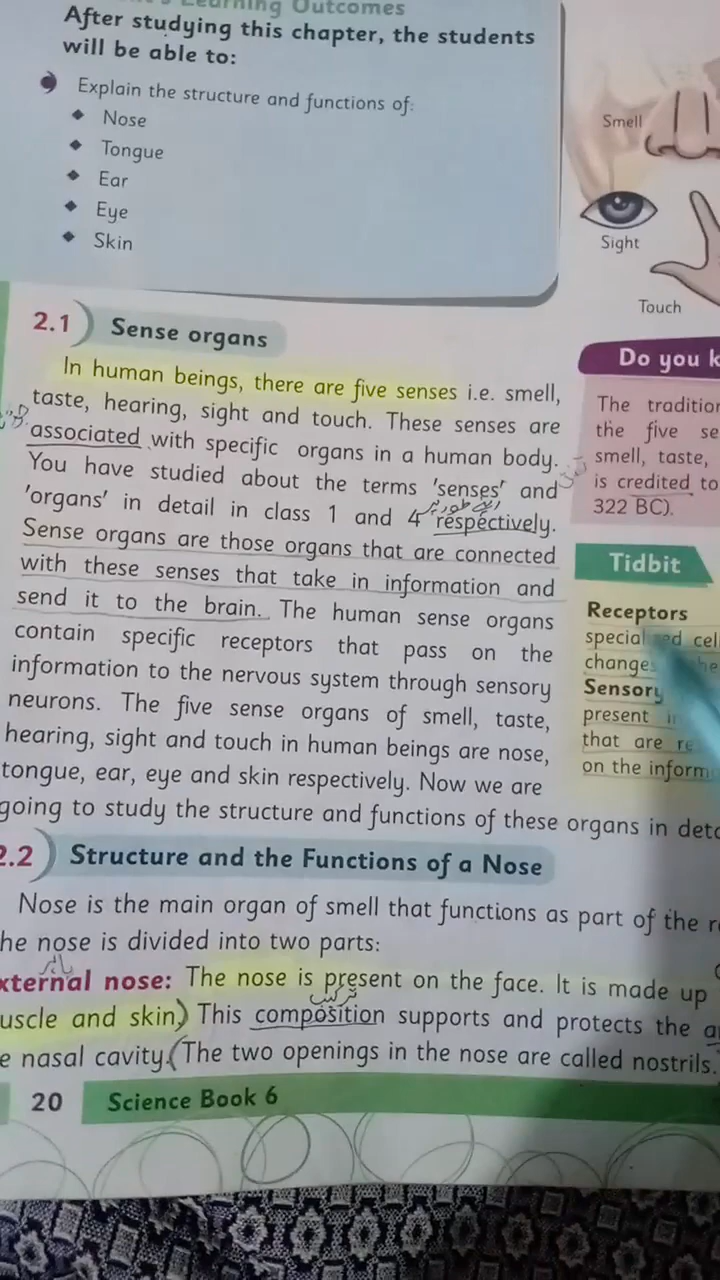 Learning Outcomes
After studying this chapter, the students
will be able to:
Explain the structure and functions of:
Nose
Tongue
Ear
Eye
Skin
Smell
Sight
Touch
2.1 Sense organs
In human beings, there are five senses i.e. smell,
taste, hearing, sight and touch. These senses are
associated with specific organs in a human body.
You have studied about the terms 'senses' and
'organs' in detail in class 1 and 4 respectively.
Sense organs are those organs that are connected
with these senses that take in information and
send it to the brain. The human sense organs
contain specific receptors that pass on the
information to the nervous system through sensory
neurons. The five sense organs of smell, taste,
hearing, sight and touch in human beings are nose,
tongue, ear, eye and skin respectively. Now we are
going to study the structure and functions of these organs in
Do you
The
the five
smell, taste,
is credited to
322 BC).
Tidbit
Receptors
Sensory
present
that are
on the
2.2 Structure and the Functions of a Nose
Nose is the main organ of smell that functions as part of the
he nose is divided into two parts:
xternal nose: The nose is present on the face. It is made up
uscle and skin) This composition supports and protects the
e nasal cavity.(The two openings in the nose are called nostrils.
باہر
ترکیب
20 Science Book 6